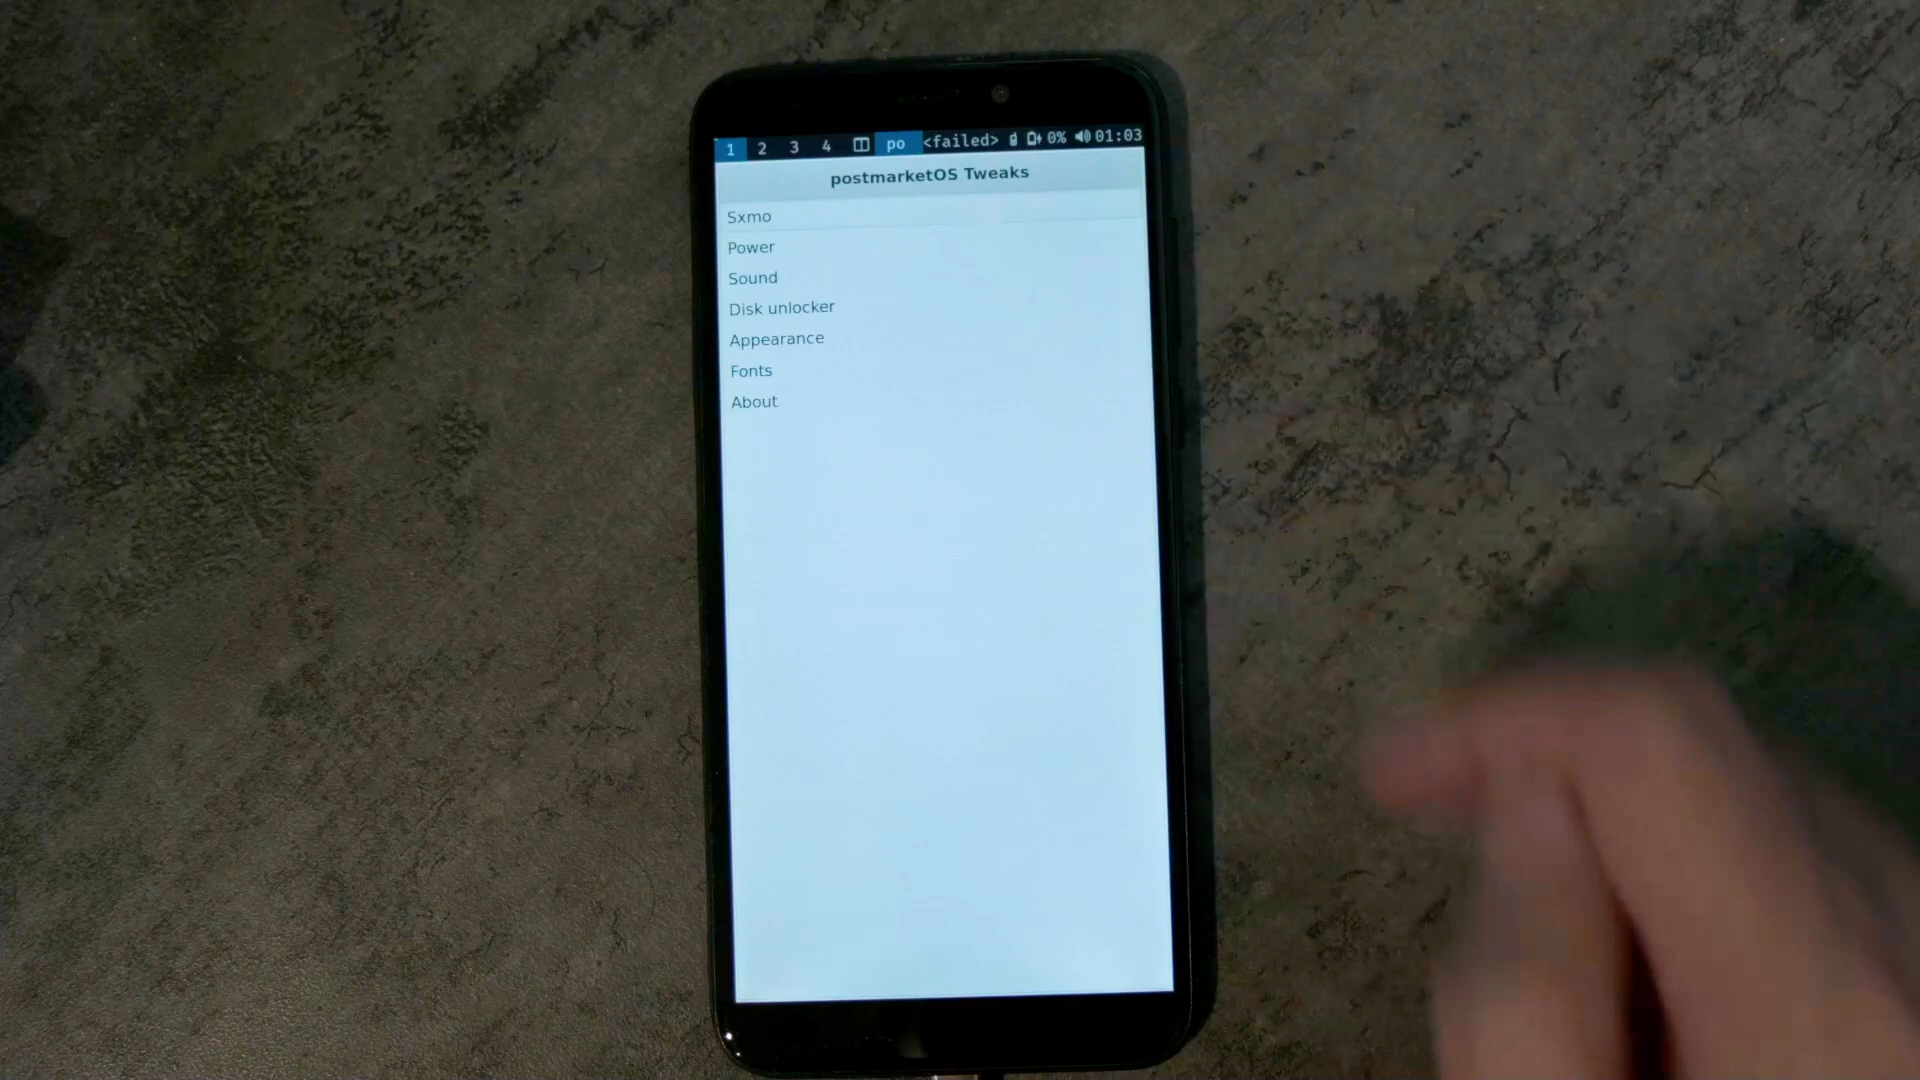 1 2 3 4 po <failed> 0% 01:03
postmarketOS Tweaks
Sxmo
Power
Sound
Disk unlocker
Appearance
Fonts
About